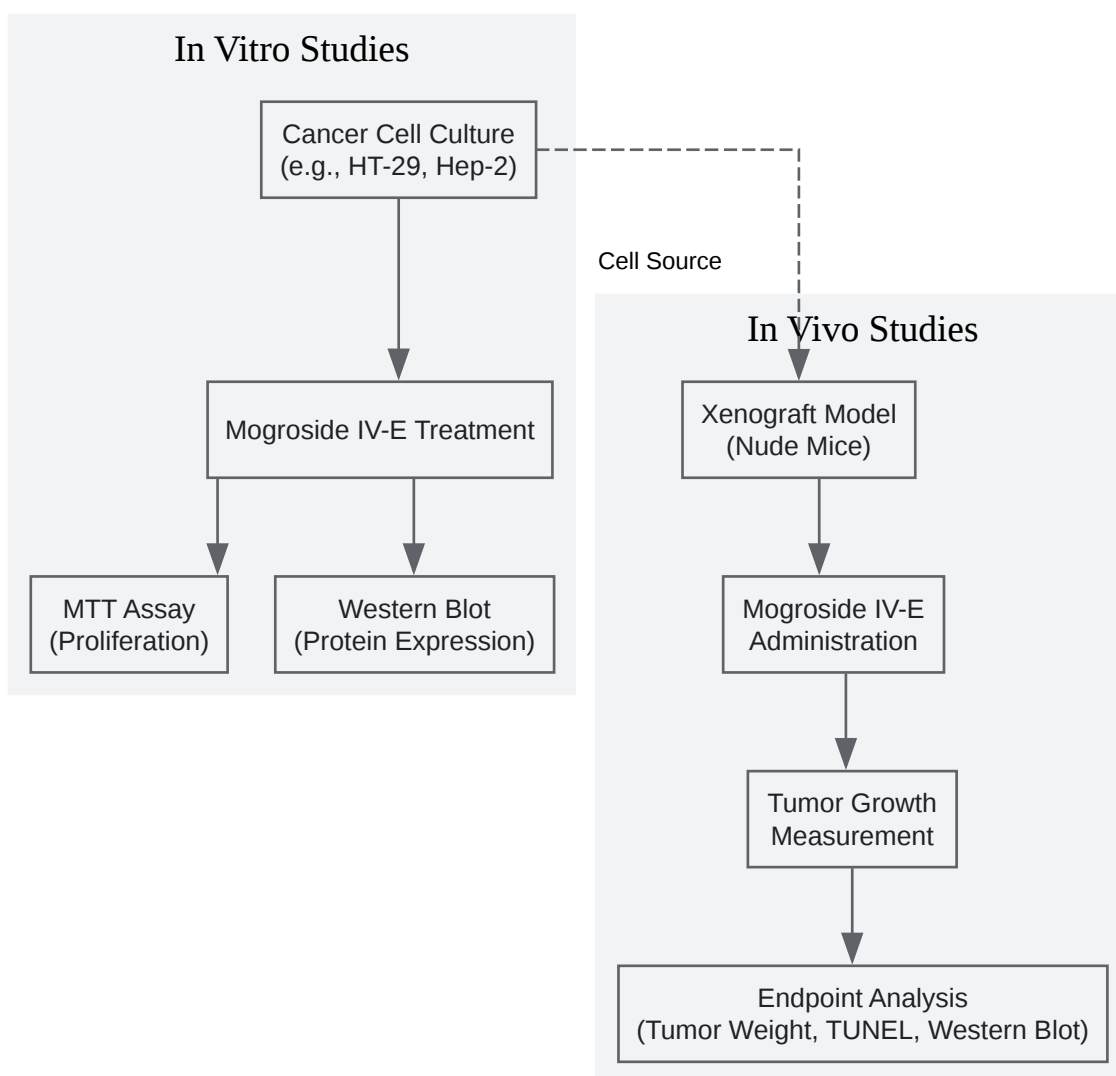 In Vitro Studies
Cancer Cell Culture
(e.g., HT-29, Hep-2)
Cell Source
Mogroside IV-E Treatment
MTT Assay
(Proliferation)
Western Blot
(Protein Expression)
In Vivo Studies
Xenograft Model
(Nude Mice)
Mogroside IV-E
Administration
Tumor Growth
Measurement
Endpoint Analysis
(Tumor Weight, TUNEL, Western Blot)